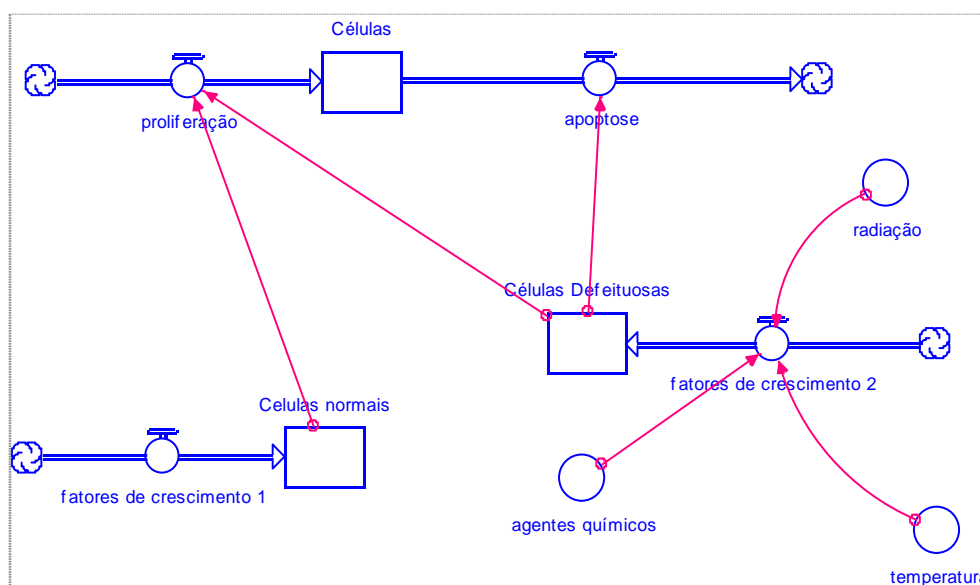 Células
proliferação
apoptose
radiação
Células Defeituosas
fatores de crescimento 2
Celulas normais
fatores de crescimento 1
agentes químicos
temperatura